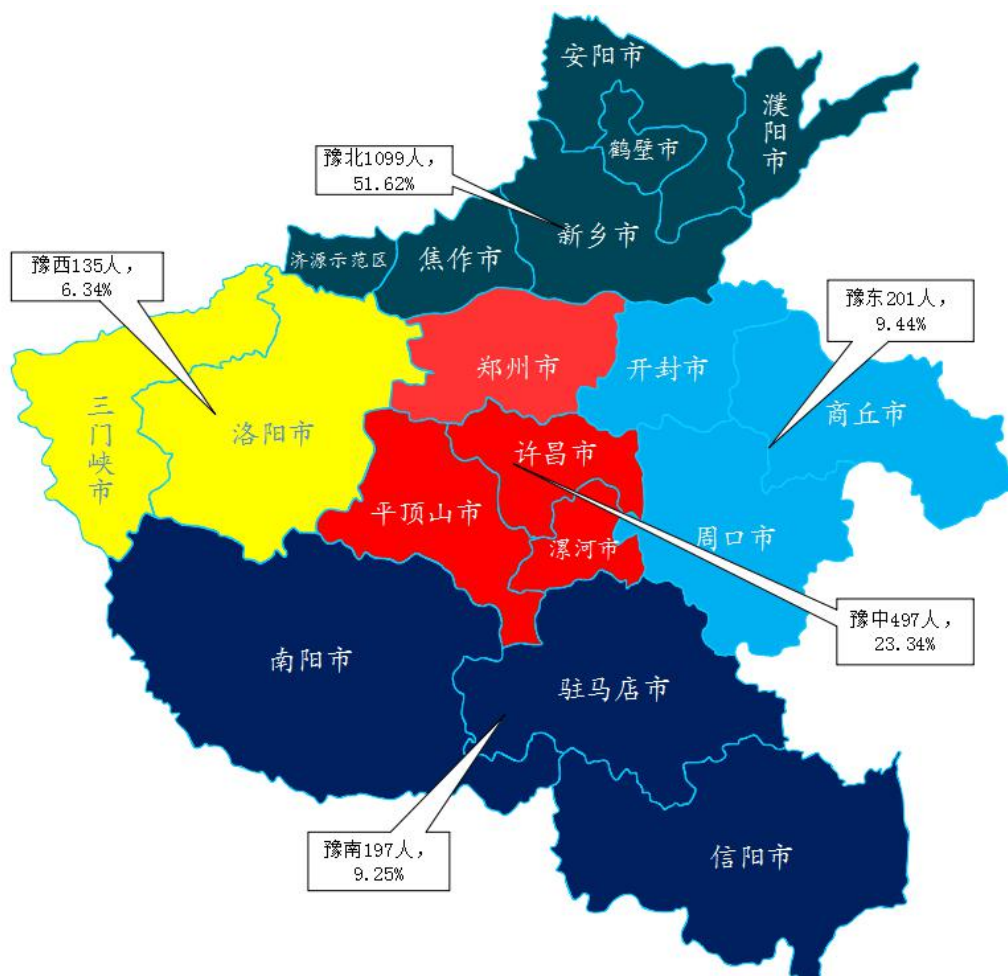 安阳市
濮阳市
鹤壁市
豫北1099人，
51.62%
新乡市
焦作市
济源示范区
豫西135人，
6.34%
豫东201人，
9.44%
郑州市
开封市
三门峡市
洛阳市
商丘市
许昌市
平顶山市
漯河市
周口市
豫中497人，
23.34%
南阳市
驻马店市
豫南197人，
9.25%
信阳市